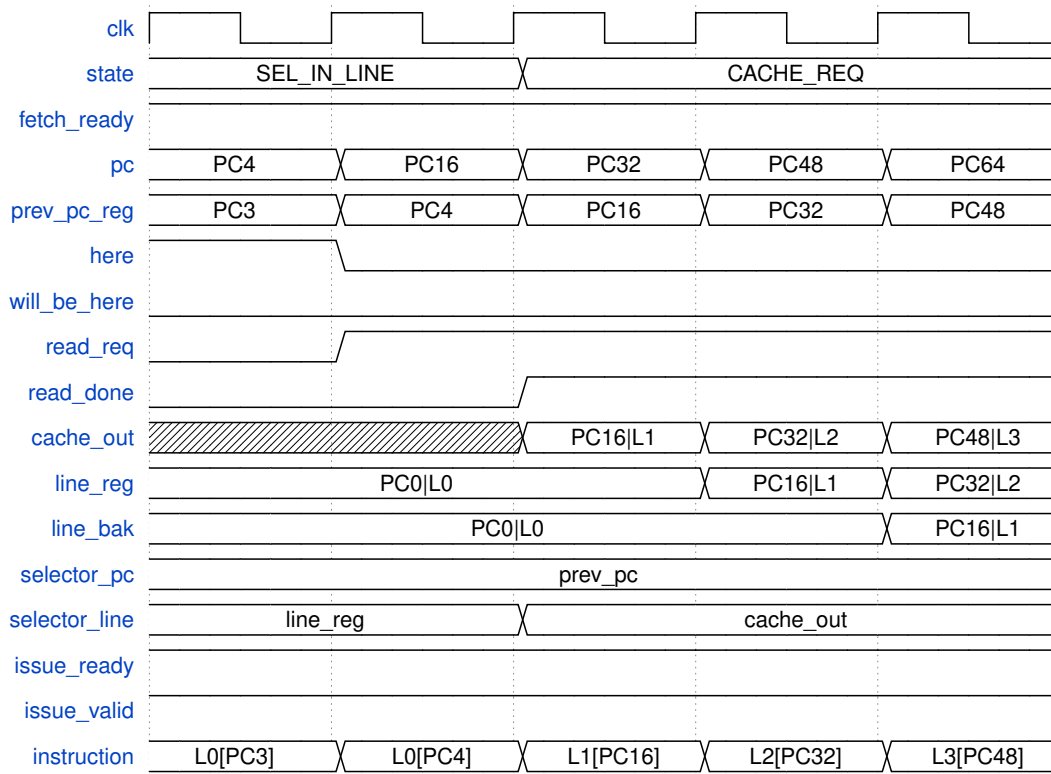 clk
state SEL_IN_LINE CACHE_REQ
fetch_ready
pc PC4 PC16 PC32 PC48 PC64
prev_pc_reg PC3 PC4 PC16 PC32 PC48
here
will_be_here
read_req
read_done
cache_out PC16|L1 PC32|L2 PC48|L3
line_reg PC0|L0 PC16|L1 PC32|L2
line_bak PC0|L0 PC16|L1
selector_pc prev_pc
selector_line line_reg cache_out
issue_ready
issue_valid
instruction L0[PC3] L0[PC4] L1[PC16] L2[PC32] L3[PC48]